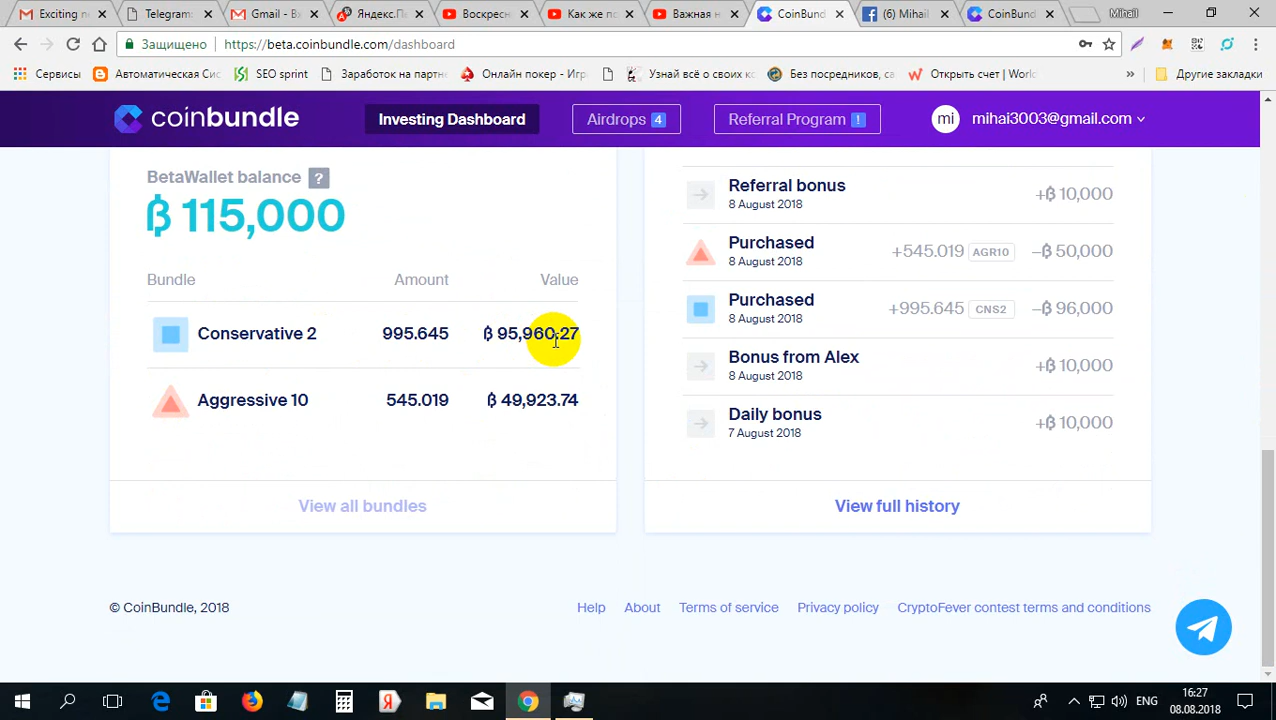 Exciting n
Telegram:
Gmail - Вх
Яндекс.П
Воскресн
Как же по
Важная н
CoinBund
(6) Mihail
CoinBund
Mihail
Защищено
https://beta.coinbundle.com/dashboard
Сервисы
Автоматическая Сис
SEO sprint
Заработок на партн
Онлайн покер - Игр
Узнай всё о своих ко
Без посредников, са
Открыть счет | World
Другие закладки
coinbundle
Investing Dashboard
Airdrops 4
Referral Program !
mi
mihai3003@gmail.com
BetaWallet balance ?
฿ 115,000
Bundle Amount Value
Conservative 2 995.645 ฿ 95,960.27
Aggressive 10 545.019 ฿ 49,923.74
View all bundles
Referral bonus +฿ 10,000
8 August 2018
Purchased +545.019 AGR10 –฿ 50,000
8 August 2018
Purchased +995.645 CNS2 –฿ 96,000
8 August 2018
Bonus from Alex +฿ 10,000
8 August 2018
Daily bonus +฿ 10,000
7 August 2018
View full history
© CoinBundle, 2018
Help About Terms of service Privacy policy CryptoFever contest terms and conditions
ENG
16:27
08.08.2018